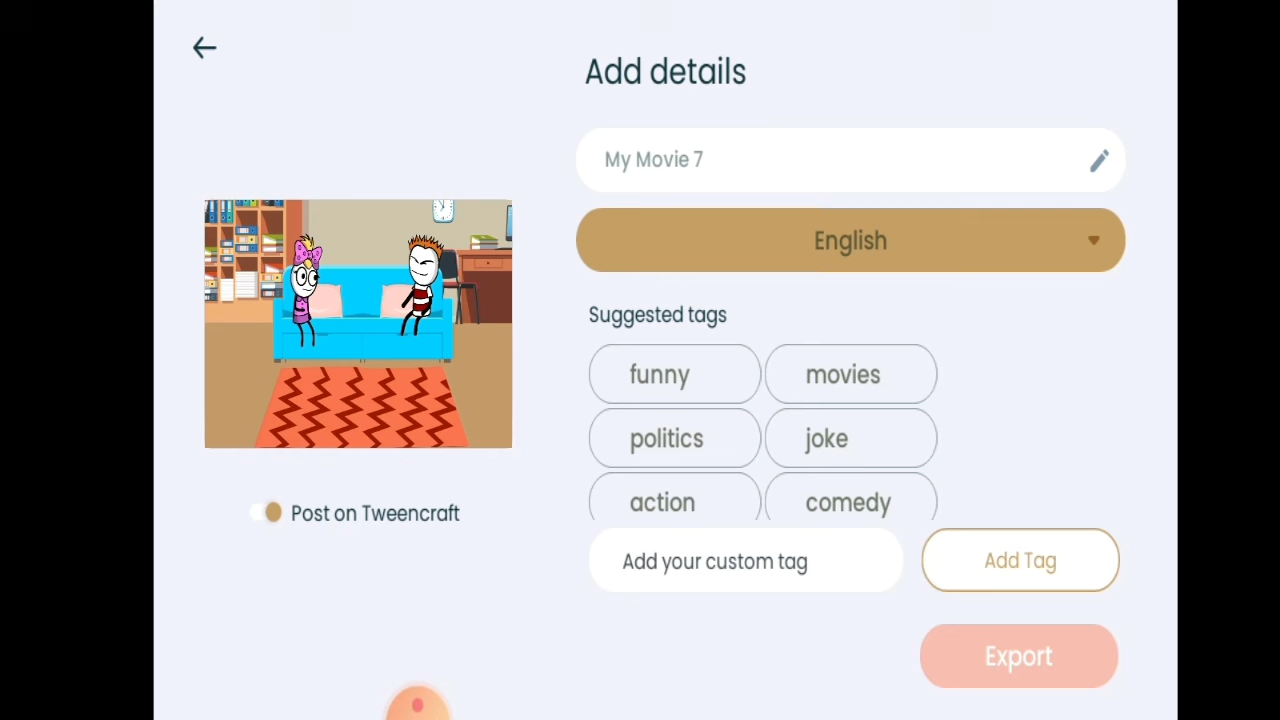 Add details
My Movie 7
English
Suggested tags
funny
movies
politics
joke
action
comedy
Post on Tweencraft
Add your custom tag
Add Tag
Export